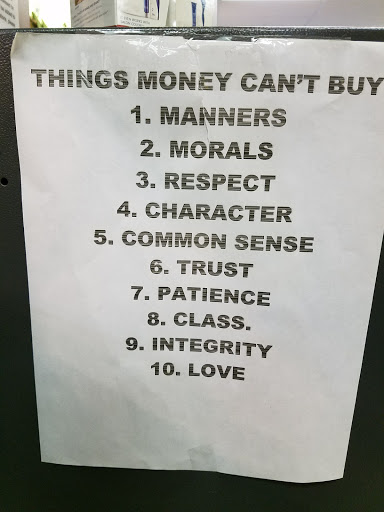 THINGS MONEY CAN'T BUY
1. MANNERS
2. MORALS
3. RESPECT
4. CHARACTER
5. COMMON SENSE
6. TRUST
7. PATIENCE
8. CLASS.
9. INTEGRITY
10. LOVE